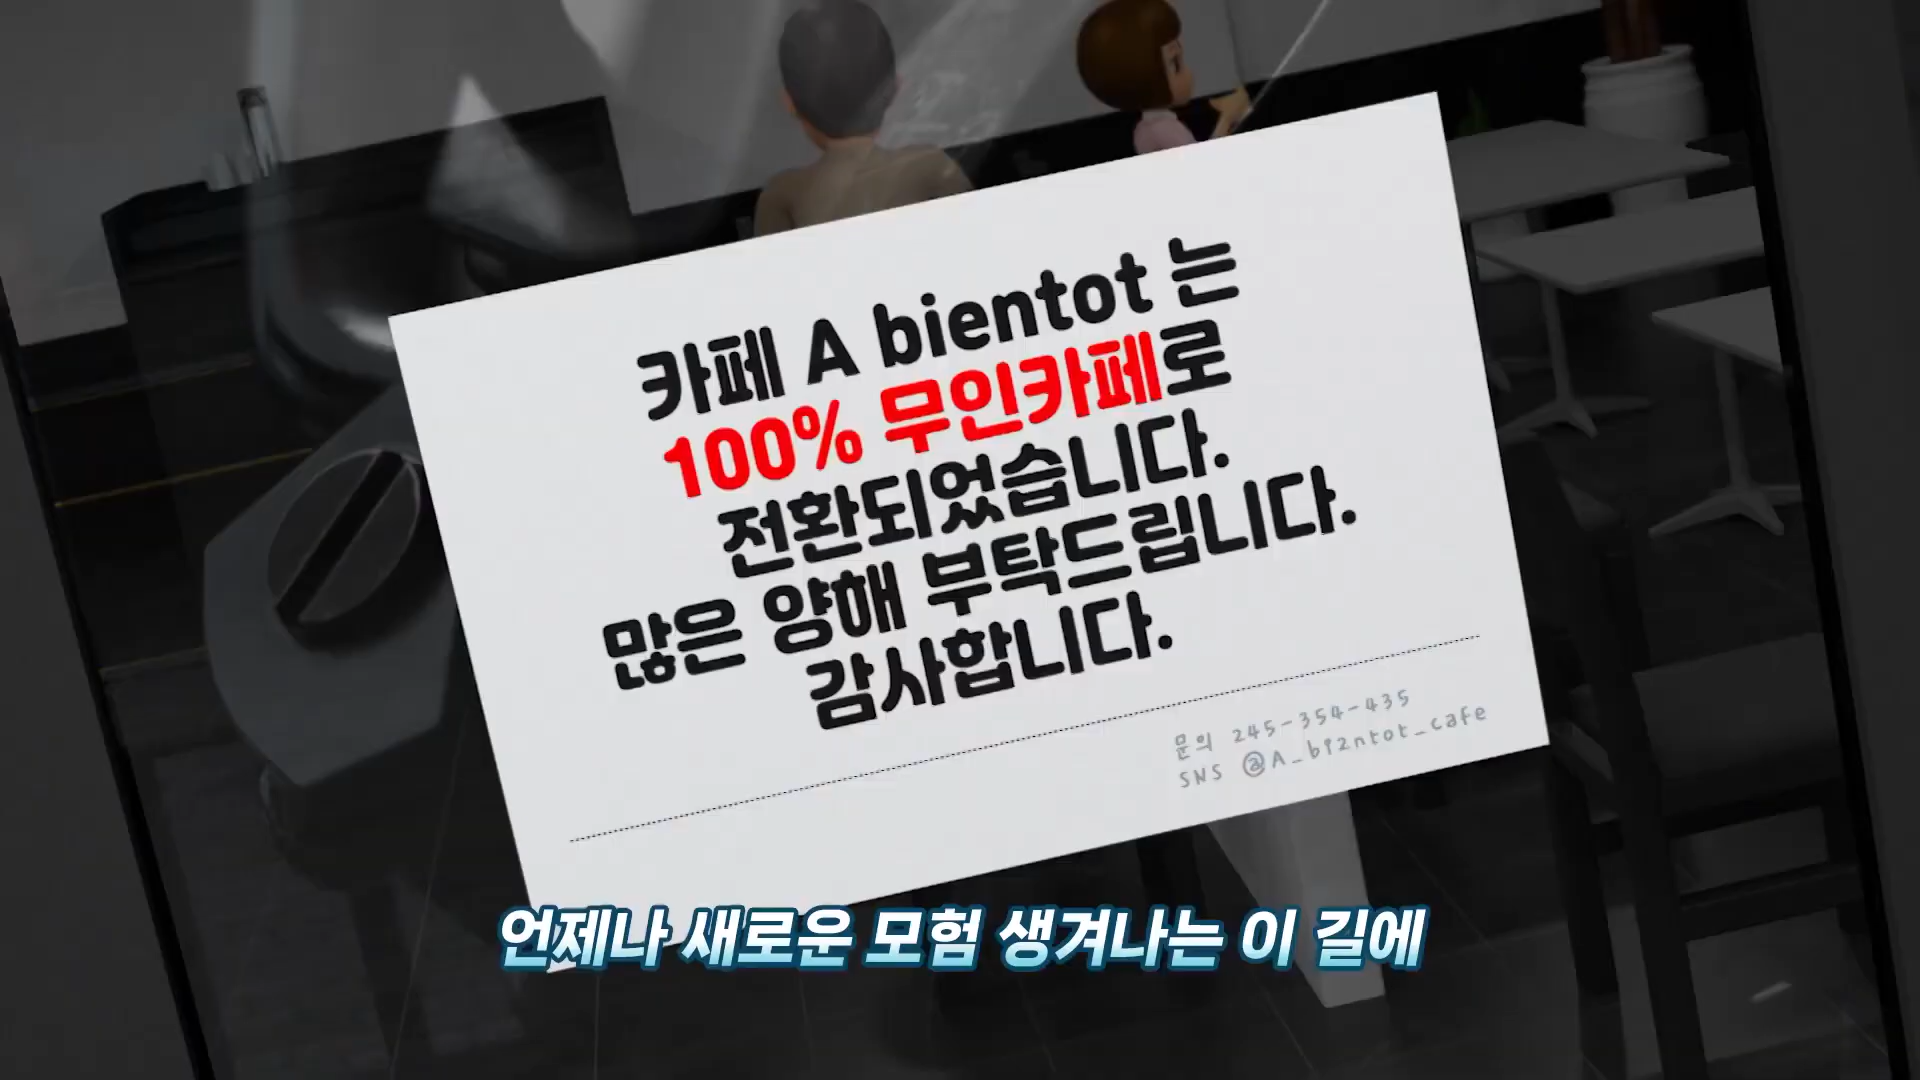 카페 A bientot 는
100% 무인카페로
전환되었습니다.
많은 양해 부탁드립니다.
감사합니다.
문의 245-354-435
SNS @A_bi2ntot_cafe
언제나 새로운 모험 생겨나는 이 길에